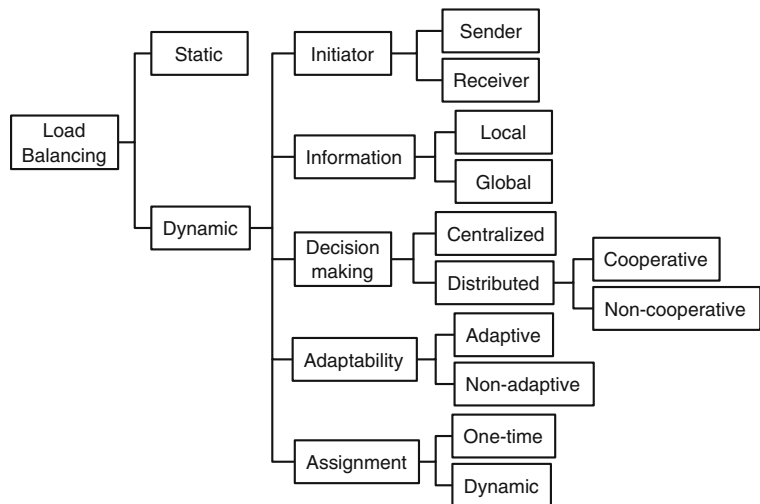 Load
Balancing
Static
Dynamic
Initiator
Sender
Receiver
Information
Local
Global
Decision
making
Centralized
Distributed
Cooperative
Non-cooperative
Adaptability
Adaptive
Non-adaptive
Assignment
One-time
Dynamic